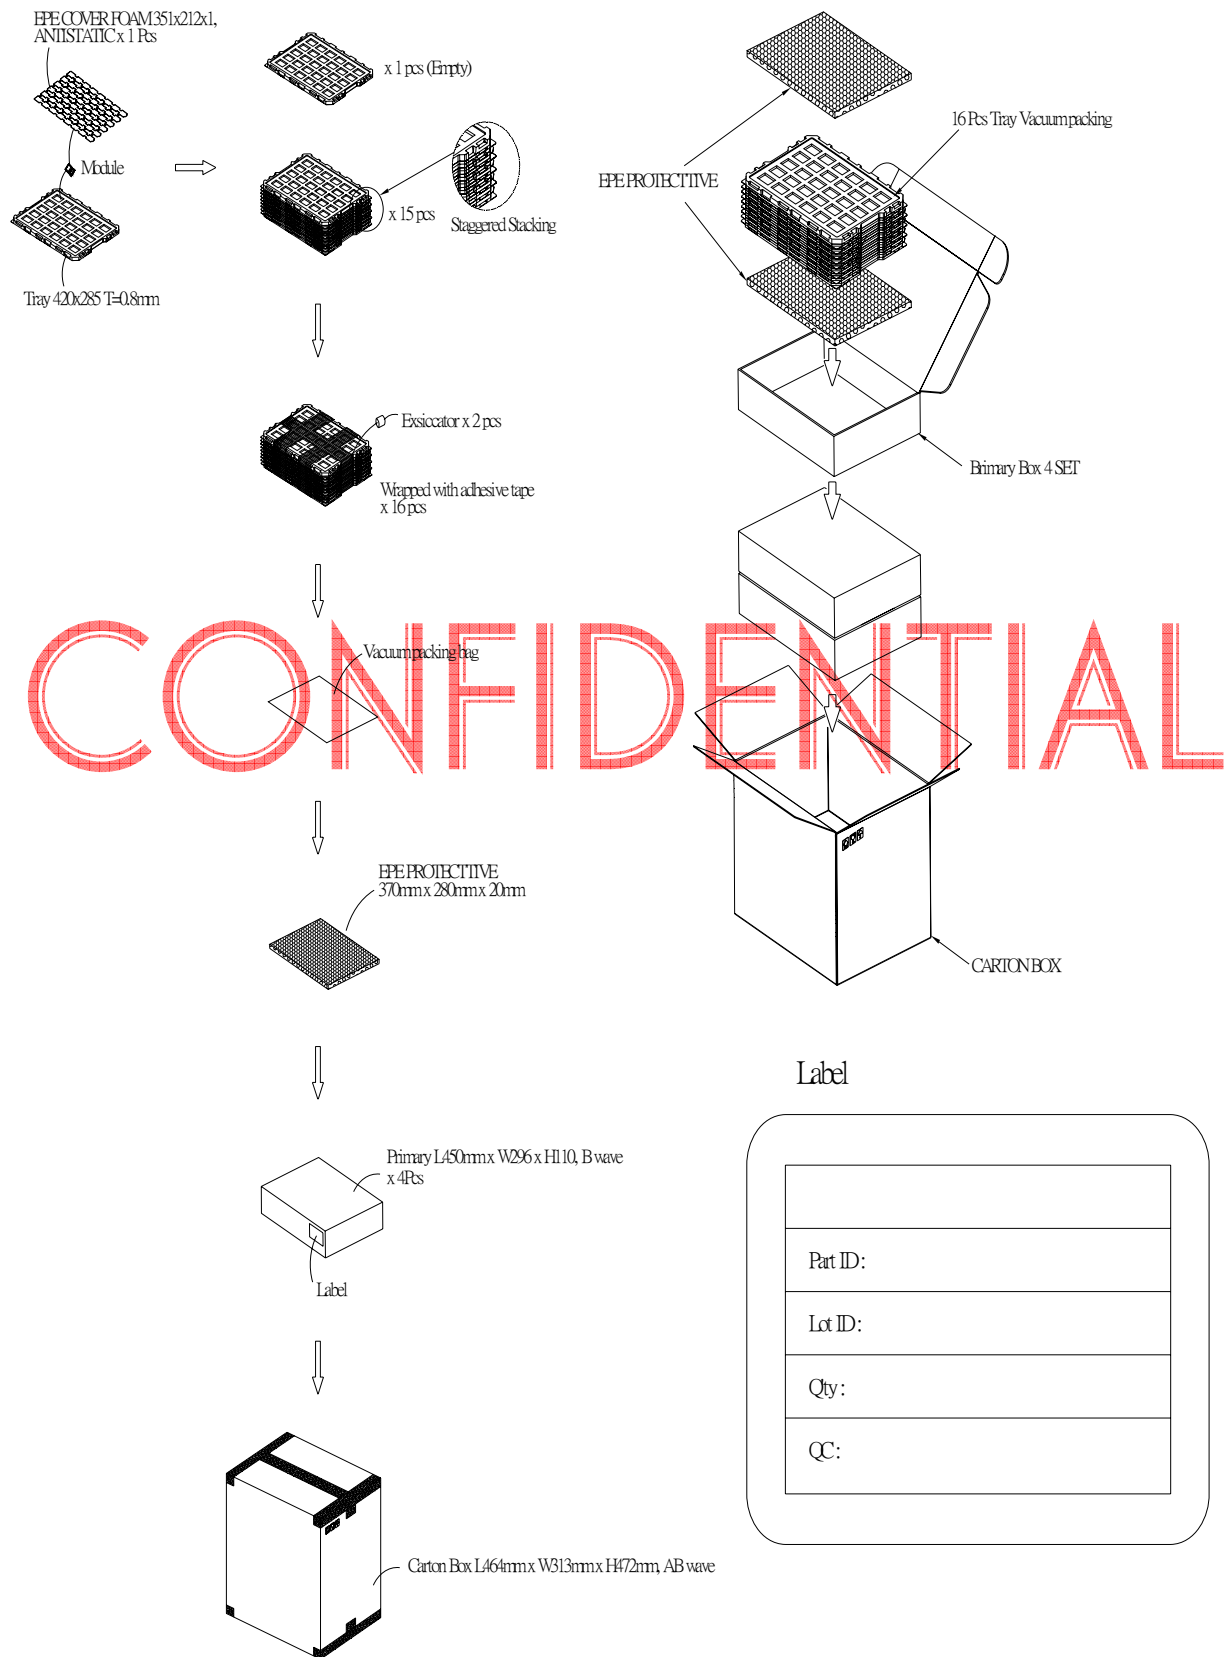 EPE COVER FOAM 351x212x1,
ANTISTATIC x 1 Pcs
x 1 pcs (Empty)
Module
x 15 pcs
Staggered Stacking
Tray 420x285 T=0.8mm
Exsiccator x 2 pcs
Wrapped with adhesive tape
x 16 pcs
CONFIDENTIAL
Vacuum packing bag
EPE PROTECTTIVE
370mm x 280mm x 20mm
Primary L450mm x W296 x H110, B wave
x 4Pcs
Label
Carton Box L464mm x W313mm x H472mm, AB wave
16 Pcs Tray Vacuum packing
EPE PROTECTTIVE
Brimary Box 4 SET
CARTON BOX
Label
Part ID:
Lot ID:
Q'ty:
QC: